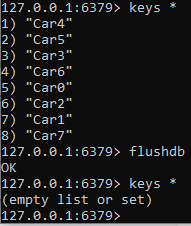 127.0.0.1:6379> keys *
1) "Car4"
2) "Car5"
3) "Car3"
4) "Car6"
5) "Car0"
6) "Car2"
7) "Car1"
8) "Car7"
127.0.0.1:6379> flushdb
OK
127.0.0.1:6379> keys *
(empty list or set)
127.0.0.1:6379>